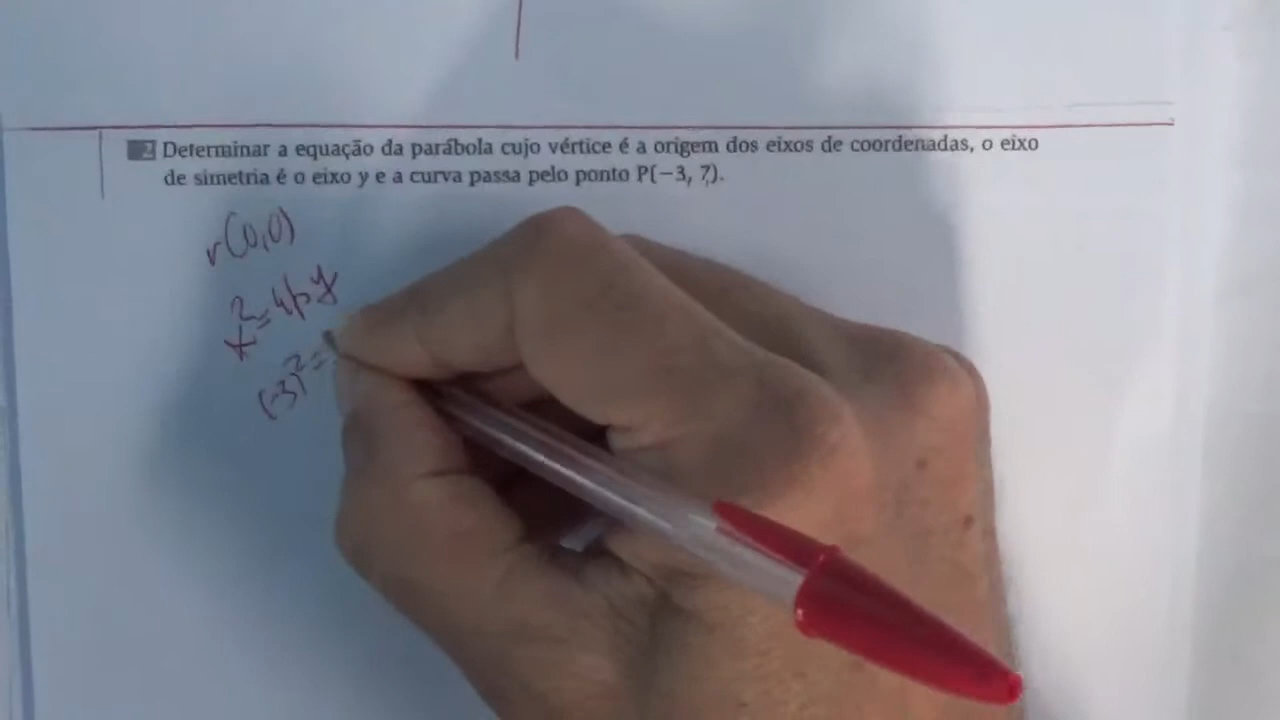 2 Determinar a equação da parábola cujo vértice é a origem dos eixos de coordenadas, o eixo
de simetria é o eixo y e a curva passa pelo ponto P(−3, 7).
V(0,0)
x² = 4py
(-3)² =